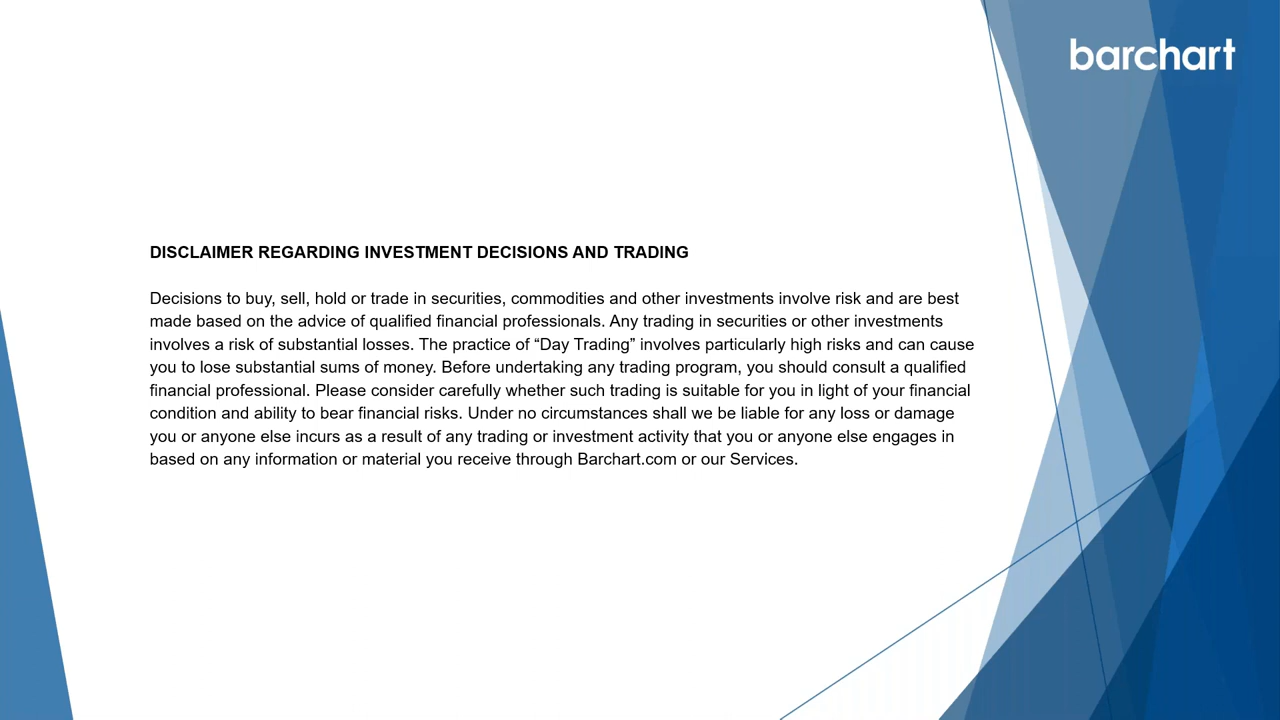 barchart
DISCLAIMER REGARDING INVESTMENT DECISIONS AND TRADING
Decisions to buy, sell, hold or trade in securities, commodities and other investments involve risk and are best
made based on the advice of qualified financial professionals. Any trading in securities or other investments
involves a risk of substantial losses. The practice of “Day Trading” involves particularly high risks and can cause
you to lose substantial sums of money. Before undertaking any trading program, you should consult a qualified
financial professional. Please consider carefully whether such trading is suitable for you in light of your financial
condition and ability to bear financial risks. Under no circumstances shall we be liable for any loss or damage
you or anyone else incurs as a result of any trading or investment activity that you or anyone else engages in
based on any information or material you receive through Barchart.com or our Services.